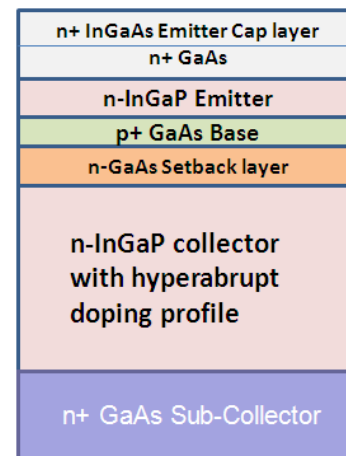 n+ InGaAs Emitter Cap layer
n+ GaAs
n-InGaP Emitter
p+ GaAs Base
n-GaAs Setback layer
n-InGaP collector
with hyperabrupt
doping profile
n+ GaAs Sub-Collector